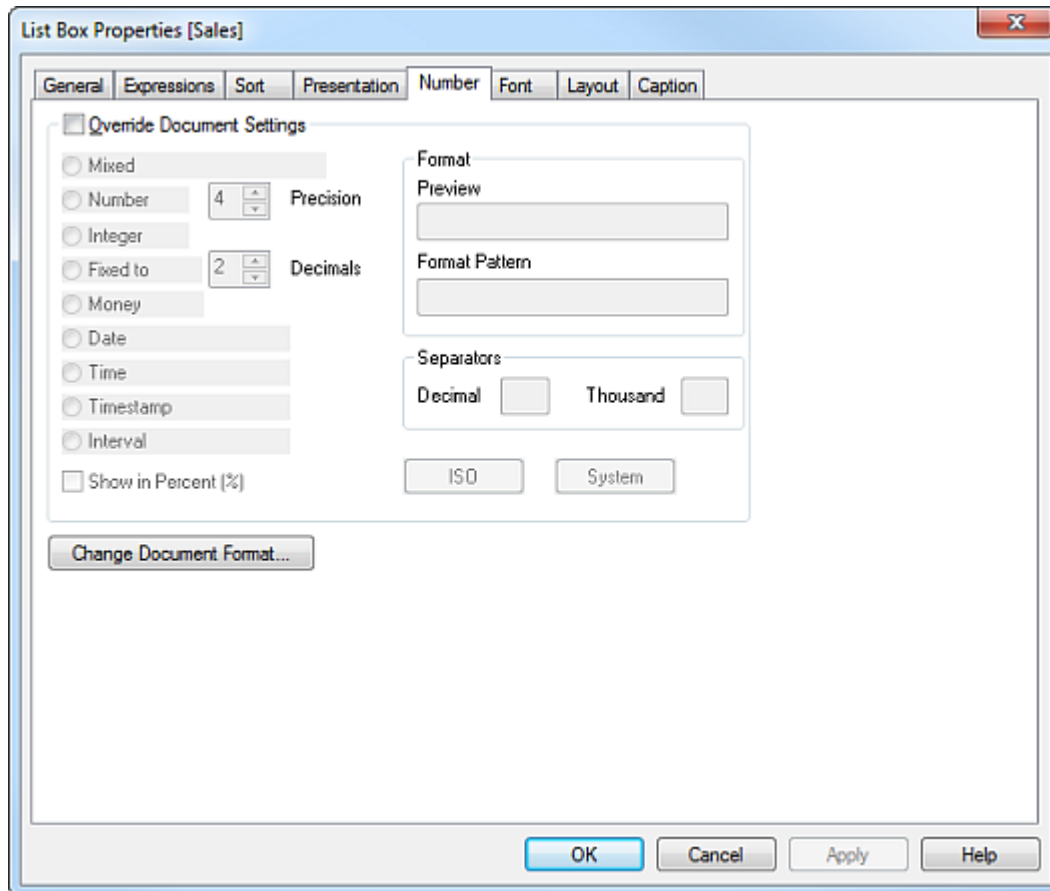 List Box Properties [Sales]
General Expressions Sort Presentation Number Font Layout Caption
Override Document Settings
Mixed
Number 4 Precision
Integer
Fixed to 2 Decimals
Money
Date
Time
Timestamp
Interval
Show in Percent (%)
Format
Preview
Format Pattern
Separators
Decimal Thousand
ISO System
Change Document Format...
OK Cancel Apply Help